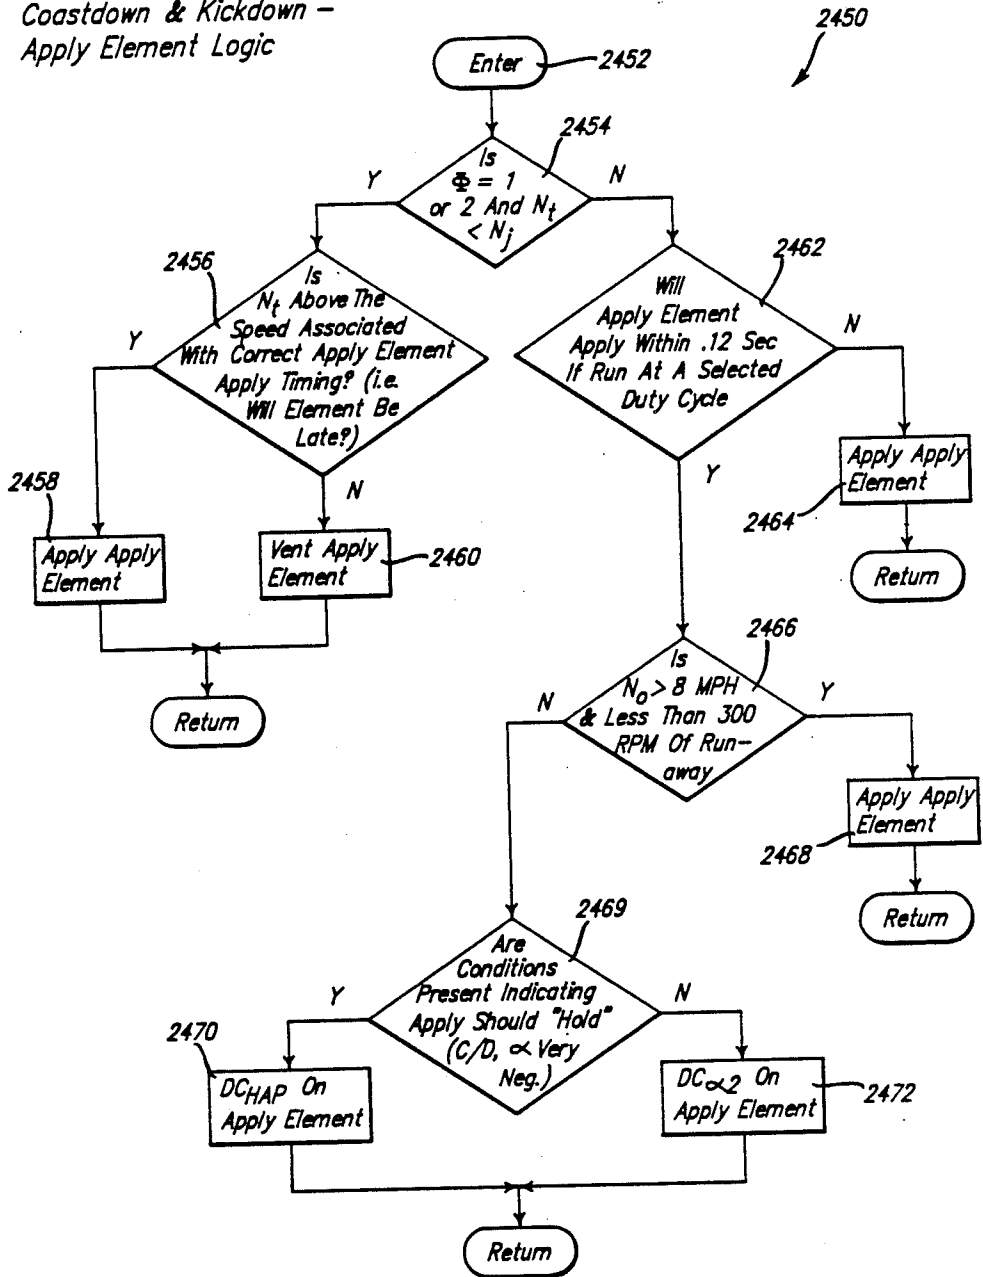 Coastdown & Kickdown –
Apply Element Logic
2450
Enter
2452
2454
Is
Φ = 1
or 2 And Nt
< Nj
Y
N
2456
Is
Nt Above The
Speed Associated
With Correct Apply Element
Apply Timing? (i.e.
Will Element Be
Late?)
Y
N
2462
Will
Apply Element
Apply Within .12 Sec
If Run At A Selected
Duty Cycle
N
Y
2458
Apply Apply
Element
Vent Apply
Element
2460
Return
Apply Apply
Element
2464
Return
2466
Is
No > 8 MPH
& Less Than 300
RPM Of Run–
away
N
Y
Apply Apply
Element
2468
Return
2469
Are
Conditions
Present Indicating
Apply Should "Hold"
(C/D, ∝ Very
Neg.)
Y
N
2470
DCHAP On
Apply Element
DC∝2 On
Apply Element
2472
Return